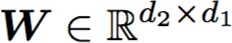 W ∈ ℝ^{d_2×d_1}